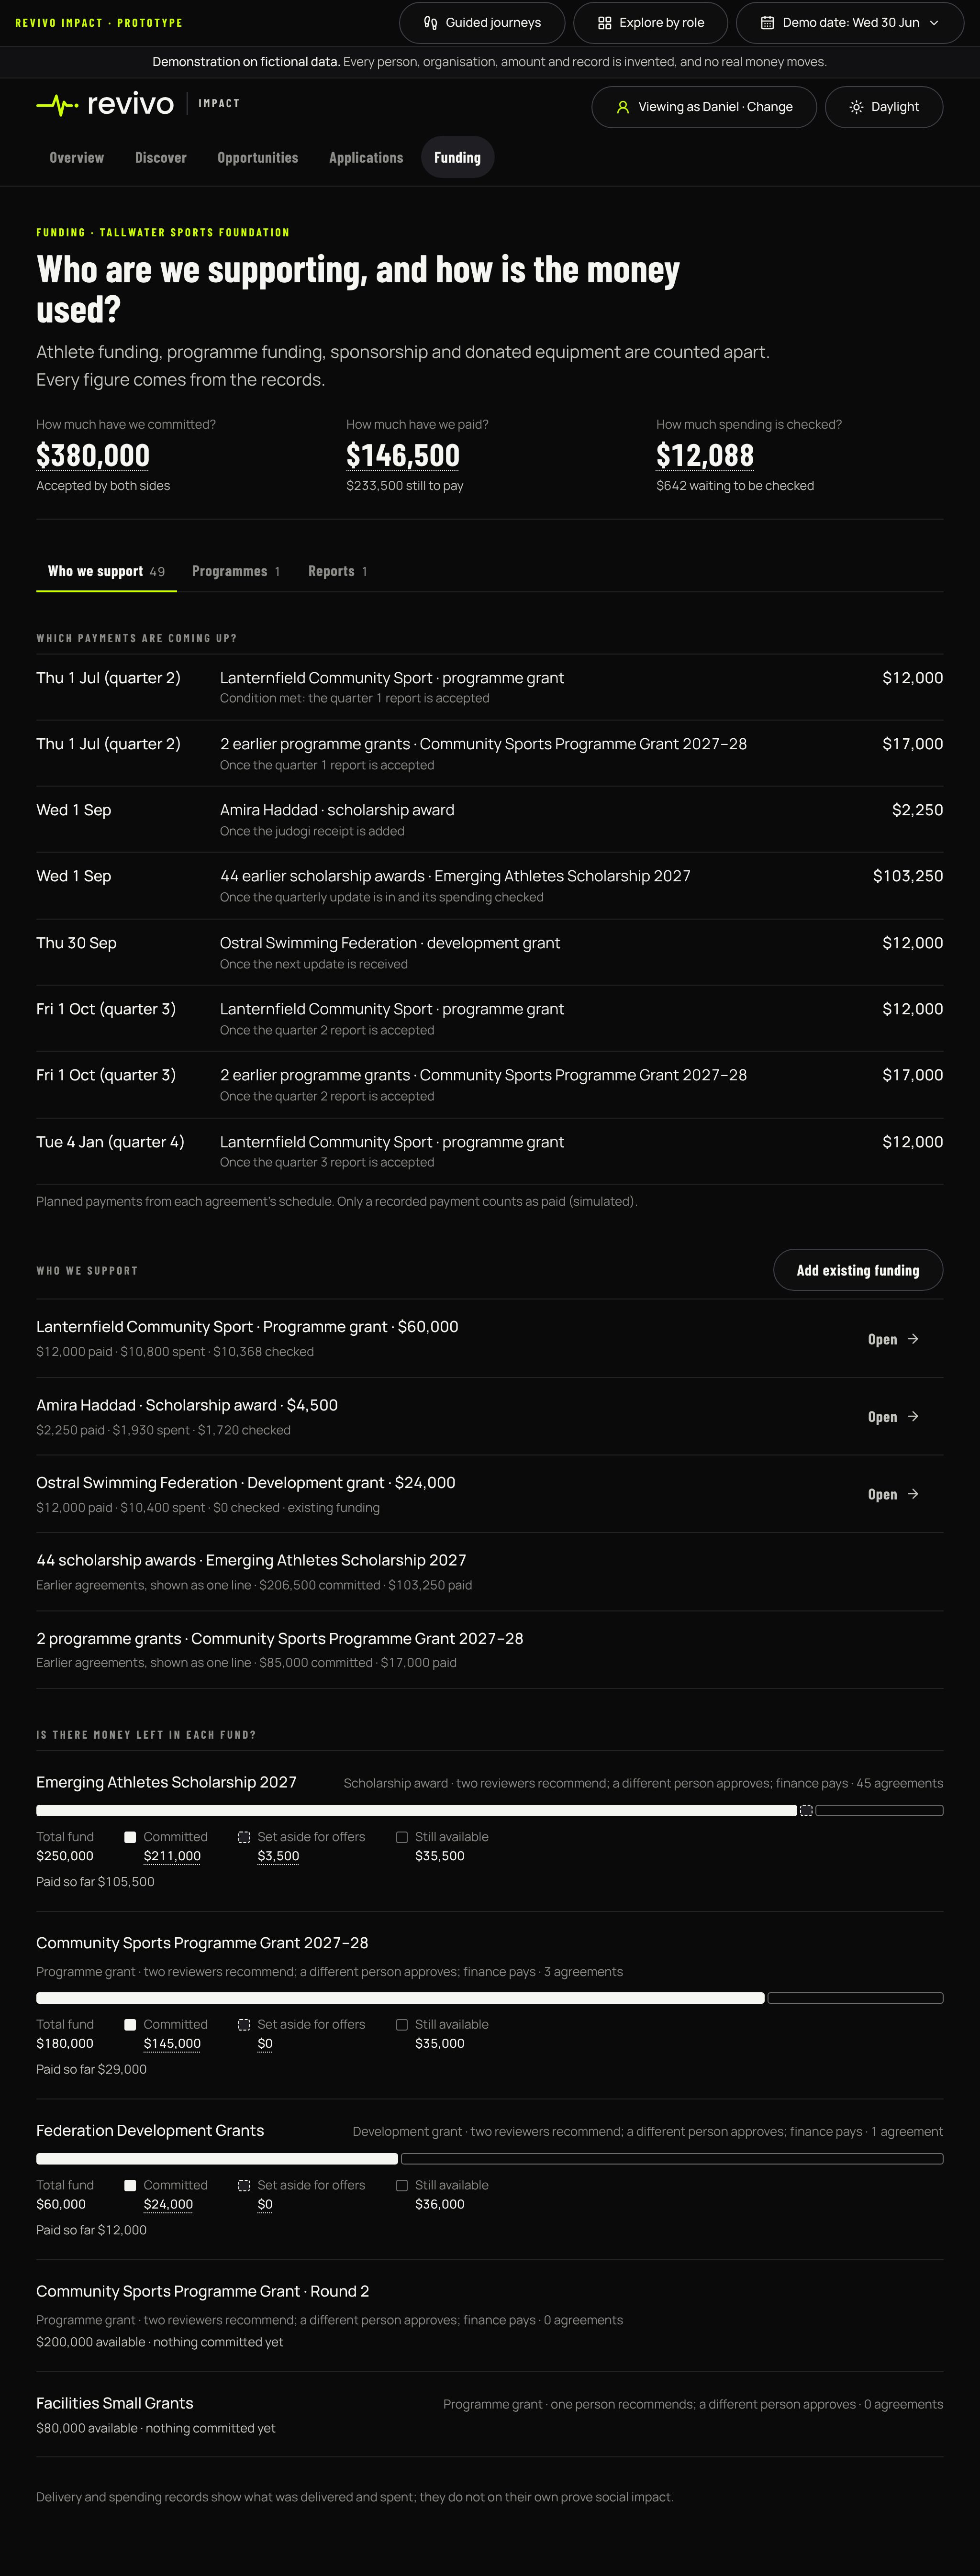 REVIVO IMPACT · PROTOTYPE
Guided journeys
Explore by role
Demo date: Wed 30 Jun
Demonstration on fictional data. Every person, organisation, amount and record is invented, and no real money moves.
revivo
IMPACT
Viewing as Daniel · Change
Daylight
Overview
Discover
Opportunities
Applications
Funding
FUNDING · TALLWATER SPORTS FOUNDATION
Who are we supporting, and how is the money
used?
Athlete funding, programme funding, sponsorship and donated equipment are counted apart.
Every figure comes from the records.
How much have we committed?
$380,000
Accepted by both sides
How much have we paid?
$146,500
$233,500 still to pay
How much spending is checked?
$12,088
$642 waiting to be checked
Who we support 49
Programmes 1
Reports 1
WHICH PAYMENTS ARE COMING UP?
Thu 1 Jul (quarter 2)
Lanternfield Community Sport · programme grant
$12,000
Condition met: the quarter 1 report is accepted
Thu 1 Jul (quarter 2)
2 earlier programme grants · Community Sports Programme Grant 2027–28
$17,000
Once the quarter 1 report is accepted
Wed 1 Sep
Amira Haddad · scholarship award
$2,250
Once the judogi receipt is added
Wed 1 Sep
44 earlier scholarship awards · Emerging Athletes Scholarship 2027
$103,250
Once the quarterly update is in and its spending checked
Thu 30 Sep
Ostral Swimming Federation · development grant
$12,000
Once the next update is received
Fri 1 Oct (quarter 3)
Lanternfield Community Sport · programme grant
$12,000
Once the quarter 2 report is accepted
Fri 1 Oct (quarter 3)
2 earlier programme grants · Community Sports Programme Grant 2027–28
$17,000
Once the quarter 2 report is accepted
Tue 4 Jan (quarter 4)
Lanternfield Community Sport · programme grant
$12,000
Once the quarter 3 report is accepted
Planned payments from each agreement's schedule. Only a recorded payment counts as paid (simulated).
WHO WE SUPPORT
Add existing funding
Lanternfield Community Sport · Programme grant · $60,000
$12,000 paid · $10,800 spent · $10,368 checked
Open →
Amira Haddad · Scholarship award · $4,500
$2,250 paid · $1,930 spent · $1,720 checked
Open →
Ostral Swimming Federation · Development grant · $24,000
$12,000 paid · $10,400 spent · $0 checked · existing funding
Open →
44 scholarship awards · Emerging Athletes Scholarship 2027
Earlier agreements, shown as one line · $206,500 committed · $103,250 paid
2 programme grants · Community Sports Programme Grant 2027–28
Earlier agreements, shown as one line · $85,000 committed · $17,000 paid
IS THERE MONEY LEFT IN EACH FUND?
Emerging Athletes Scholarship 2027
Scholarship award · two reviewers recommend; a different person approves; finance pays · 45 agreements
Total fund
Committed
Set aside for offers
Still available
$250,000
$211,000
$3,500
$35,500
Paid so far $105,500
Community Sports Programme Grant 2027–28
Programme grant · two reviewers recommend; a different person approves; finance pays · 3 agreements
Total fund
Committed
Set aside for offers
Still available
$180,000
$145,000
$0
$35,000
Paid so far $29,000
Federation Development Grants
Development grant · two reviewers recommend; a different person approves; finance pays · 1 agreement
Total fund
Committed
Set aside for offers
Still available
$60,000
$24,000
$0
$36,000
Paid so far $12,000
Community Sports Programme Grant · Round 2
Programme grant · two reviewers recommend; a different person approves; finance pays · 0 agreements
$200,000 available · nothing committed yet
Facilities Small Grants
Programme grant · one person recommends; a different person approves · 0 agreements
$80,000 available · nothing committed yet
Delivery and spending records show what was delivered and spent; they do not on their own prove social impact.